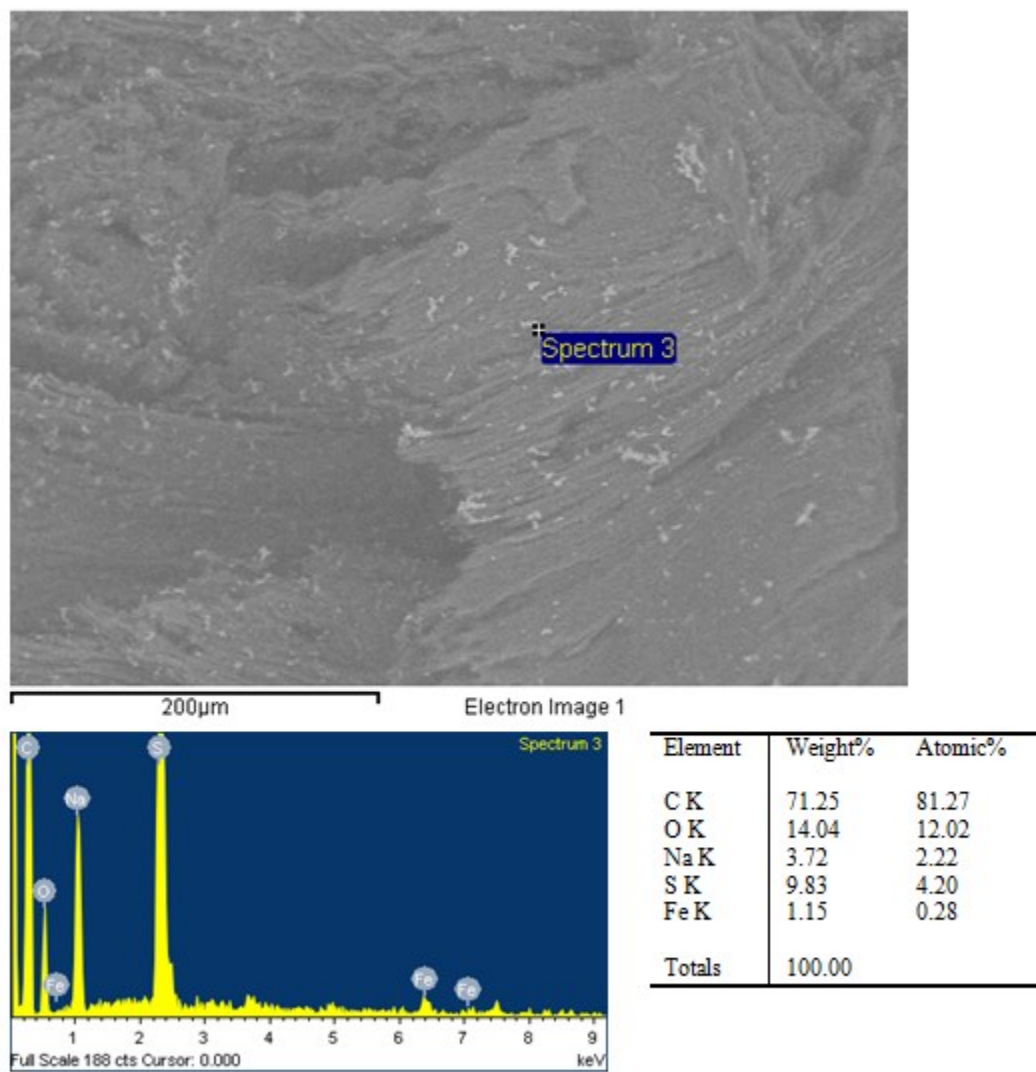 Spectrum 3
200µm
Electron Image 1
C
S
Spectrum 3
Na
O
Fe
Fe
Fe
1 2 3 4 5 6 7 8 9
Full Scale 188 cts Cursor: 0.000
keV
Element Weight% Atomic%
C K 71.25 81.27
O K 14.04 12.02
Na K 3.72 2.22
S K 9.83 4.20
Fe K 1.15 0.28
Totals 100.00